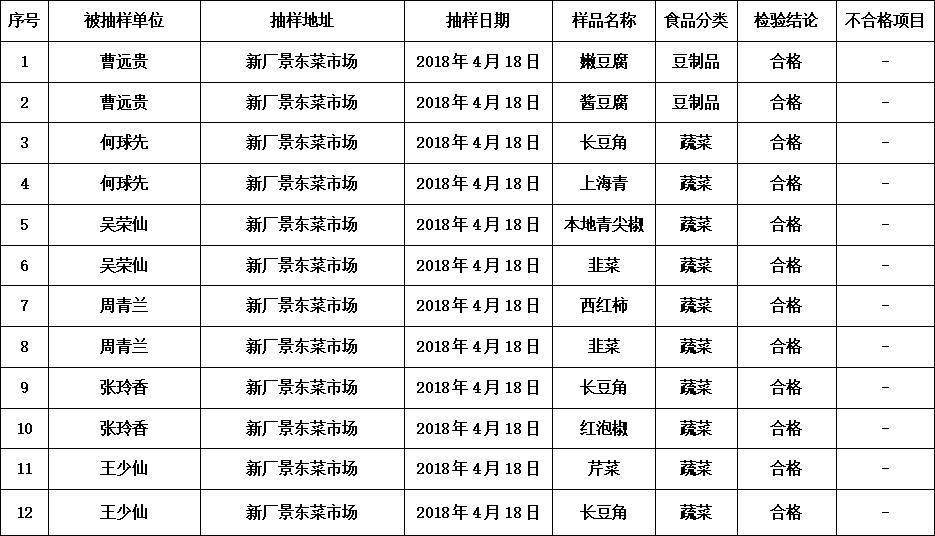 序号 被抽样单位 抽样地址 抽样日期 样品名称 食品分类 检验结论 不合格项目
1 曹远贵 新厂景东菜市场 2018年4月18日 嫩豆腐 豆制品 合格 -
2 曹远贵 新厂景东菜市场 2018年4月18日 酱豆腐 豆制品 合格 -
3 何球先 新厂景东菜市场 2018年4月18日 长豆角 蔬菜 合格 -
4 何球先 新厂景东菜市场 2018年4月18日 上海青 蔬菜 合格 -
5 吴荣仙 新厂景东菜市场 2018年4月18日 本地青尖椒 蔬菜 合格 -
6 吴荣仙 新厂景东菜市场 2018年4月18日 韭菜 蔬菜 合格 -
7 周青兰 新厂景东菜市场 2018年4月18日 西红柿 蔬菜 合格 -
8 周青兰 新厂景东菜市场 2018年4月18日 韭菜 蔬菜 合格 -
9 张玲香 新厂景东菜市场 2018年4月18日 长豆角 蔬菜 合格 -
10 张玲香 新厂景东菜市场 2018年4月18日 红泡椒 蔬菜 合格 -
11 王少仙 新厂景东菜市场 2018年4月18日 芹菜 蔬菜 合格 -
12 王少仙 新厂景东菜市场 2018年4月18日 长豆角 蔬菜 合格 -